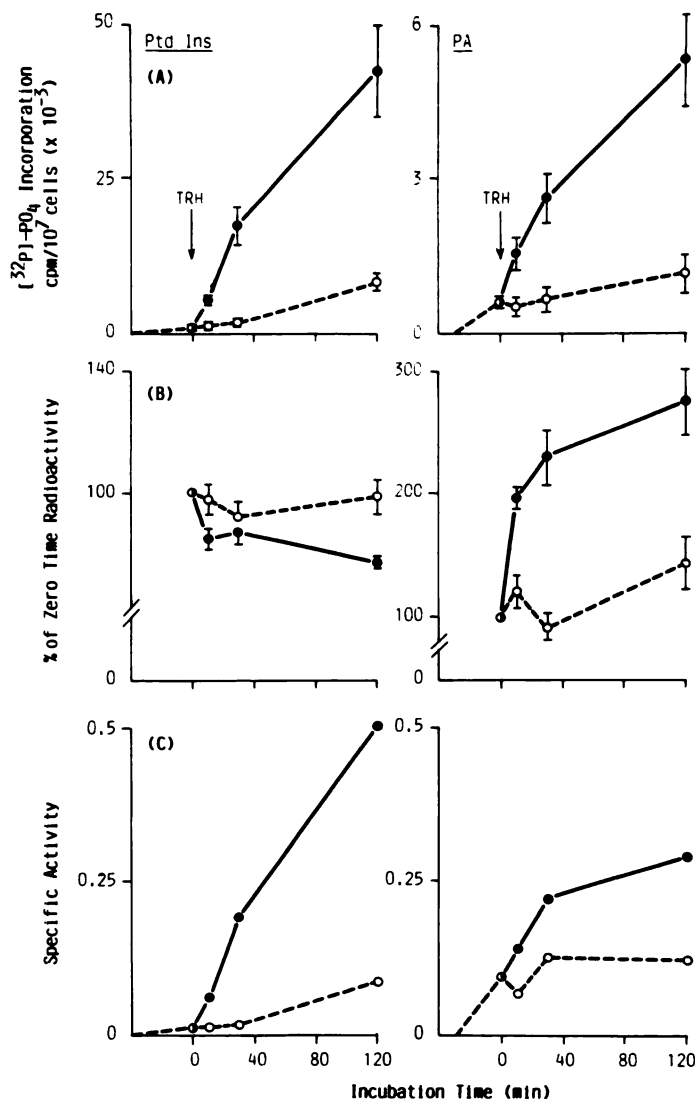 Ptd Ins
PA
(A)
[³²P]-PO₄ Incorporation
cpm/10⁷ cells (x 10⁻³)
50
25
0
TRH
6
3
0
TRH
(B)
% of Zero Time Radioactivity
140
100
0
300
200
100
0
(C)
Specific Activity
0.5
0.25
0
0.5
0.25
0
0 40 80 120
0 40 80 120
Incubation Time (min)